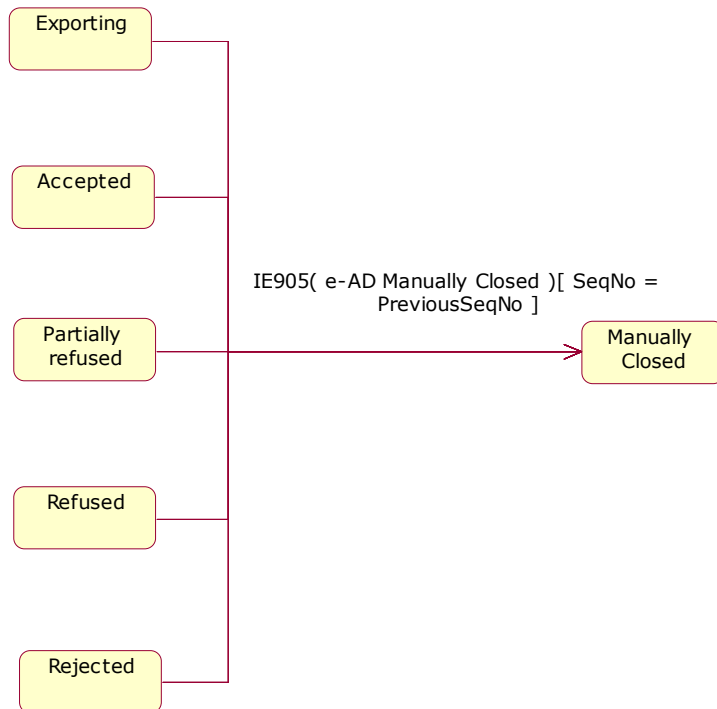 Exporting
Accepted
IE905( e-AD Manually Closed )[ SeqNo =
PreviousSeqNo ]
Partially
refused
Manually
Closed
Refused
Rejected